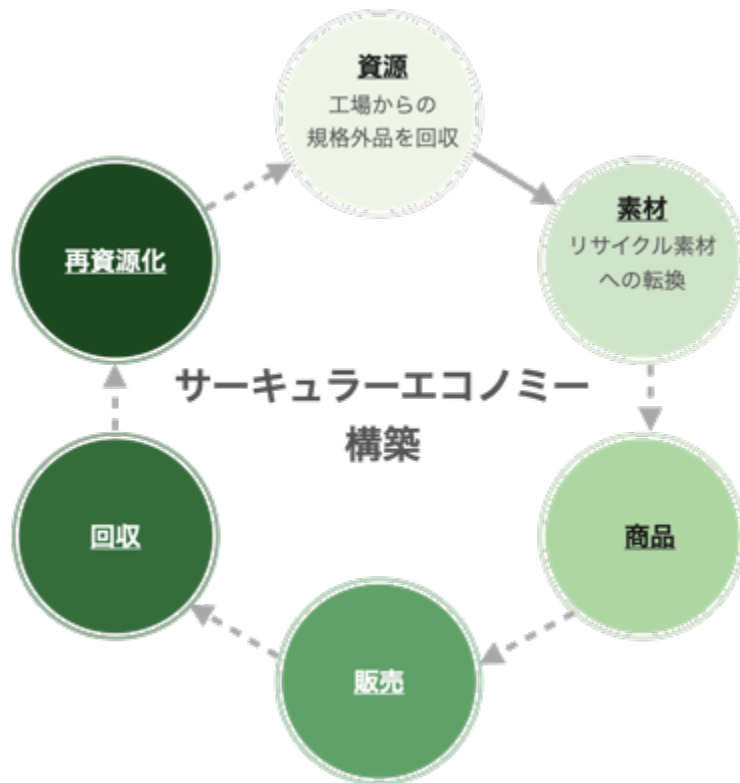 資源
工場からの
規格外品を回収
素材
リサイクル素材
への転換
商品
販売
回収
再資源化
サーキュラーエコノミー
構築